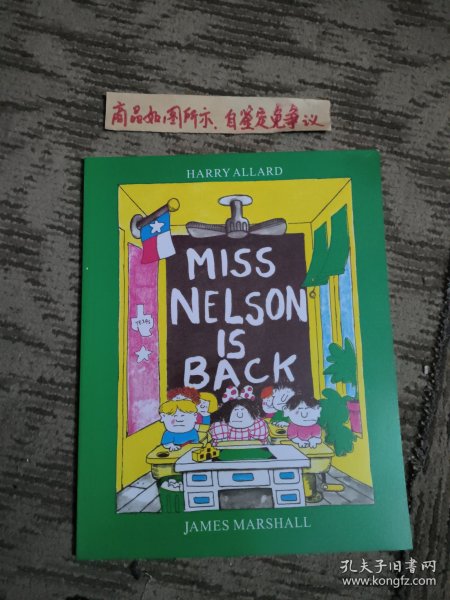 商品如图所示、自鉴定免争议
HARRY ALLARD
MISS
NELSON
IS
BACK
TEXAS
JAMES MARSHALL
孔夫子旧书网
www.kongfz.com